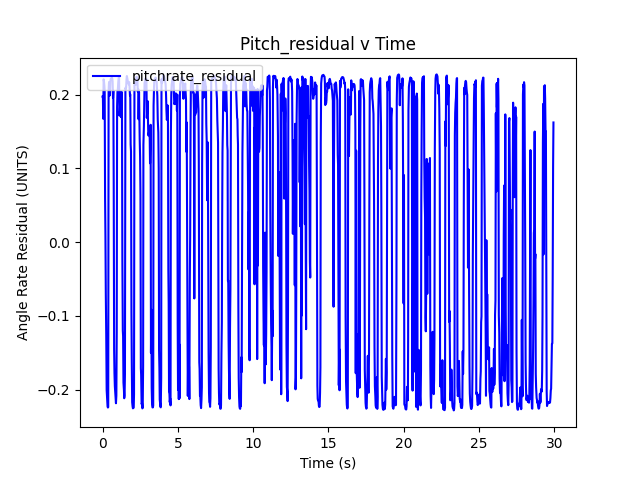 Pitch_residual v Time
pitchrate_residual
Angle Rate Residual (UNITS)
0.2
0.1
0.0
−0.1
−0.2
0 5 10 15 20 25 30
Time (s)